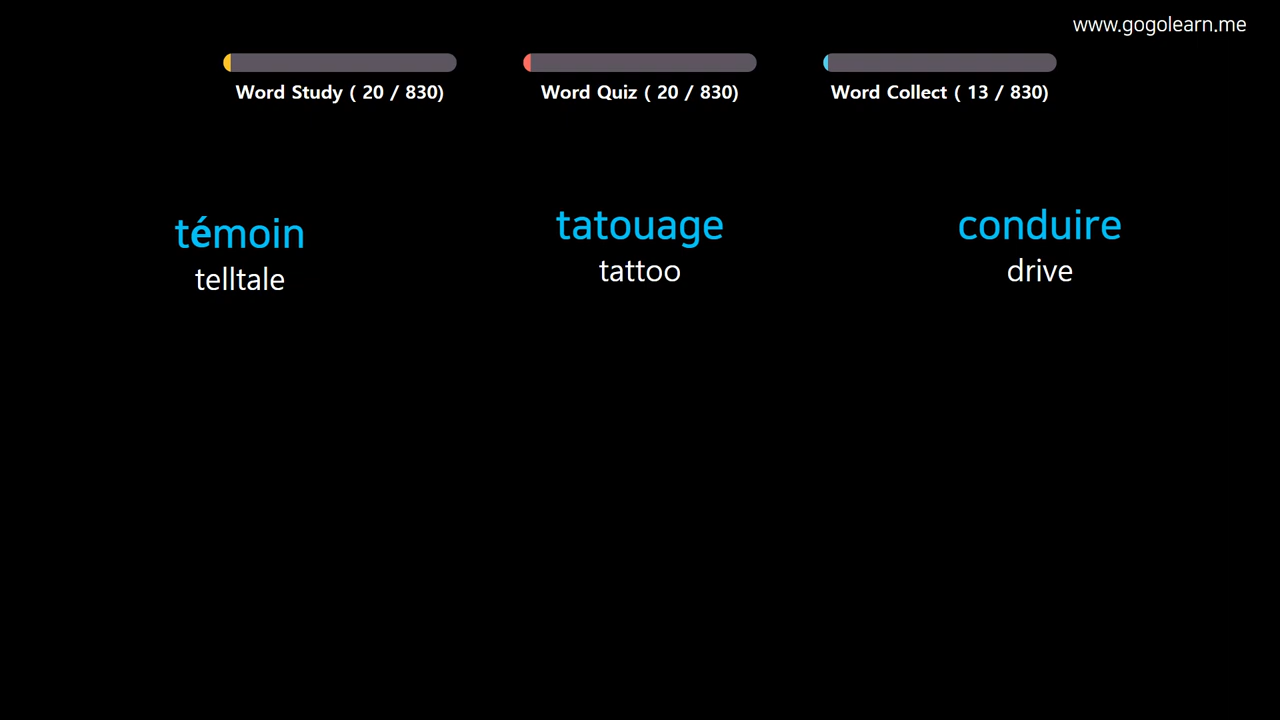 www.gogolearn.me
Word Study ( 20 / 830)
Word Quiz ( 20 / 830)
Word Collect ( 13 / 830)
témoin
telltale
tatouage
tattoo
conduire
drive